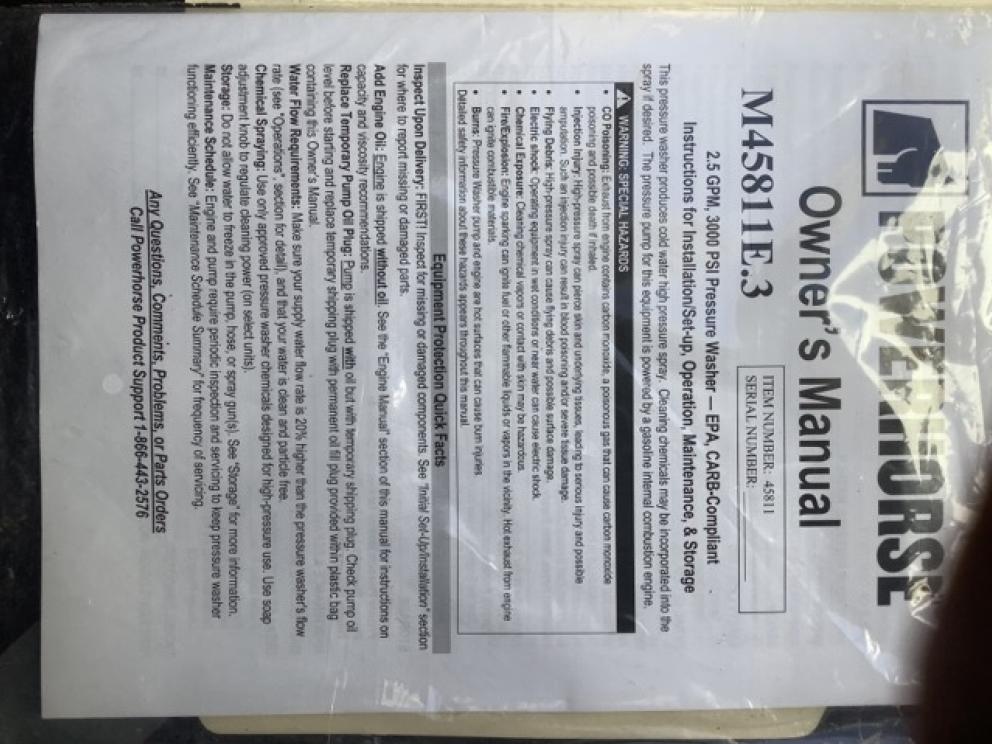 POWERHORSE
Owner's Manual
M45811E.3
ITEM NUMBER: 45811
SERIAL NUMBER:
2.5 GPM, 3000 PSI Pressure Washer — EPA, CARB-Compliant
Instructions for Installation/Set-up, Operation, Maintenance, & Storage
This pressure washer produces cold water high pressure spray. Cleaning chemicals may be incorporated into the
spray if desired. The pressure pump for this equipment is powered by a gasoline internal combustion engine.
WARNING: SPECIAL HAZARDS
• CO Poisoning: Exhaust from engine contains carbon monoxide, a poisonous gas that can cause carbon monoxide
poisoning and possible death if inhaled.
• Injection Injury: High-pressure spray can pierce skin and underlying tissues, leading to serious injury and possible
amputation. Such an injection injury can result in blood poisoning and/or severe tissue damage.
• Flying Debris: High-pressure spray can cause flying debris and possible surface damage.
• Electric shock: Operating equipment in wet conditions or near water can cause electric shock.
• Chemical Exposure: Cleaning chemical vapors or contact with skin may be hazardous.
• Fire/Explosion: Engine sparking can ignite fuel or other flammable liquids or vapors in the vicinity. Hot exhaust from engine
can ignite combustible materials.
• Burns: Pressure Washer pump and engine are hot surfaces that can cause burn injuries.
Detailed safety information about these hazards appears throughout this manual.
Equipment Protection Quick Facts
Inspect Upon Delivery: FIRST! Inspect for missing or damaged components. See "Initial Set-Up/Installation" section
for where to report missing or damaged parts.
Add Engine Oil: Engine is shipped without oil. See the "Engine Manual" section of this manual for instructions on
capacity and viscosity recommendations.
Replace Temporary Pump Oil Plug: Pump is shipped with oil but with temporary shipping plug. Check pump oil
level before starting and replace temporary shipping plug with permanent oil fill plug provided within plastic bag
containing this Owner's Manual.
Water Flow Requirements: Make sure your supply water flow rate is 20% higher than the pressure washer's flow
rate (see "Operations", section for detail), and that your water is clean and particle free.
Chemical Spraying: Use only approved pressure washer chemicals designed for high-pressure use. Use soap
adjustment knob to regulate cleaning power (on select units).
Storage: Do not allow water to freeze in the pump, hose, or spray gun(s). See "Storage" for more information.
Maintenance Schedule: Engine and pump require periodic inspection and servicing to keep pressure washer
functioning efficiently. See "Maintenance Schedule Summary" for frequency of servicing.
Any Questions, Comments, Problems, or Parts Orders
Call Powerhorse Product Support 1-866-443-2576